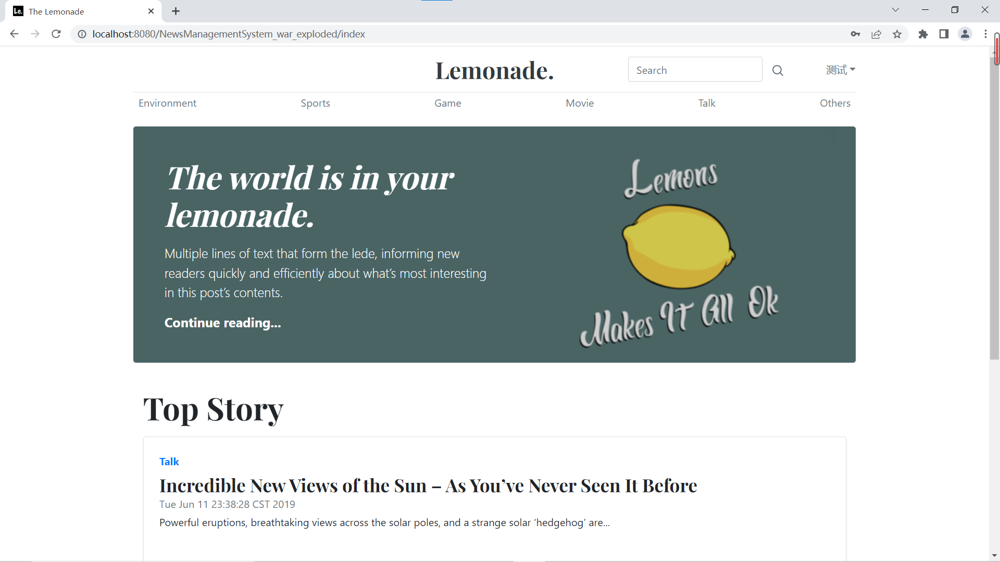 Le. The Lemonade
localhost:8080/NewsManagementSystem_war_exploded/index
Lemonade.
Search
测试
Environment Sports Game Movie Talk Others
The world is in your
lemonade.
Multiple lines of text that form the lede, informing new
readers quickly and efficiently about what’s most interesting
in this post’s contents.
Continue reading...
Lemons
Makes It All Ok
Top Story
Talk
Incredible New Views of the Sun – As You’ve Never Seen It Before
Tue Jun 11 23:38:28 CST 2019
Powerful eruptions, breathtaking views across the solar poles, and a strange solar ‘hedgehog’ are...